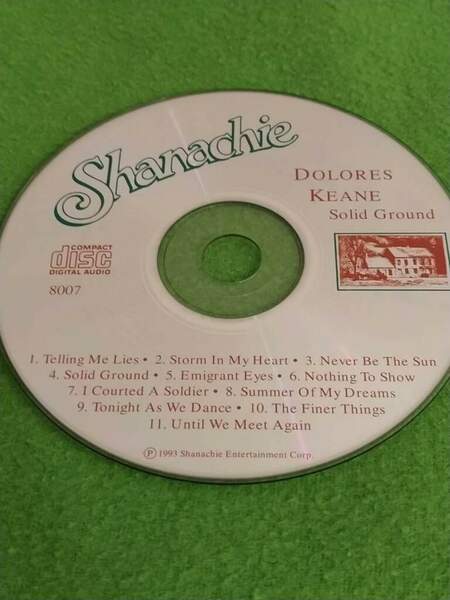 Shanachie
DOLORES
KEANE
Solid Ground
COMPACT
disc
DIGITAL AUDIO
8007
1. Telling Me Lies • 2. Storm In My Heart • 3. Never Be The Sun
4. Solid Ground • 5. Emigrant Eyes • 6. Nothing To Show
7. I Courted A Soldier • 8. Summer Of My Dreams
9. Tonight As We Dance • 10. The Finer Things
11. Until We Meet Again
℗ 1993 Shanachie Entertainment Corp.